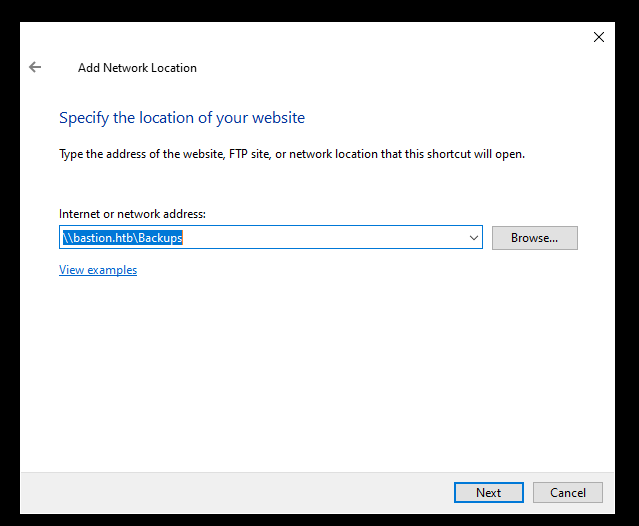 Add Network Location
Specify the location of your website
Type the address of the website, FTP site, or network location that this shortcut will open.
Internet or network address:
\\bastion.htb\Backups
Browse...
View examples
Next
Cancel